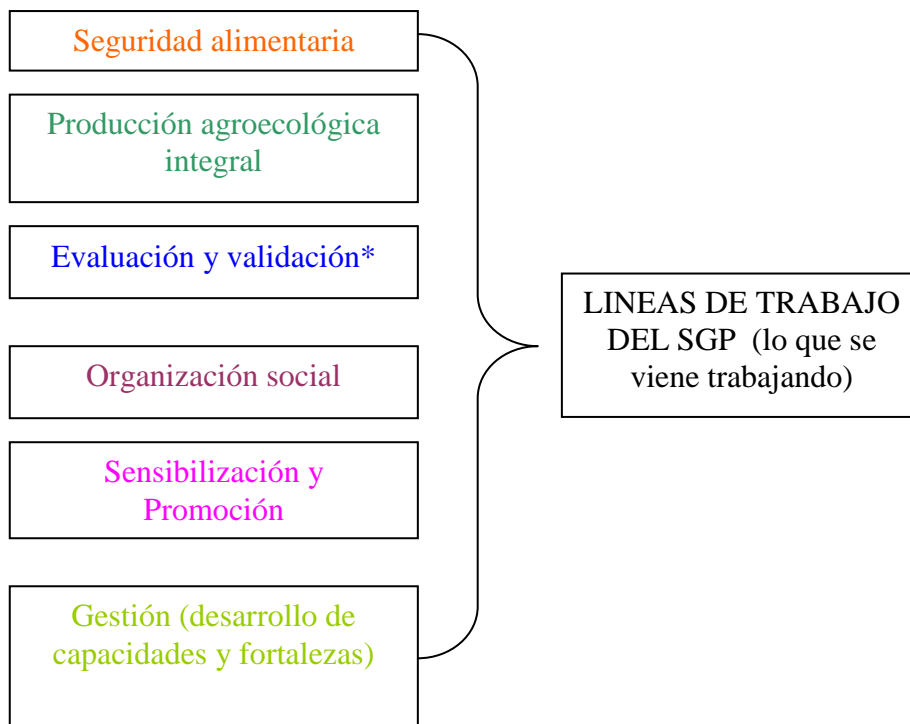 Seguridad alimentaria
Producción agroecológica
integral
Evaluación y validación*
Organización social
Sensibilización y
Promoción
Gestión (desarrollo de
capacidades y fortalezas)
LINEAS DE TRABAJO
DEL SGP (lo que se
viene trabajando)